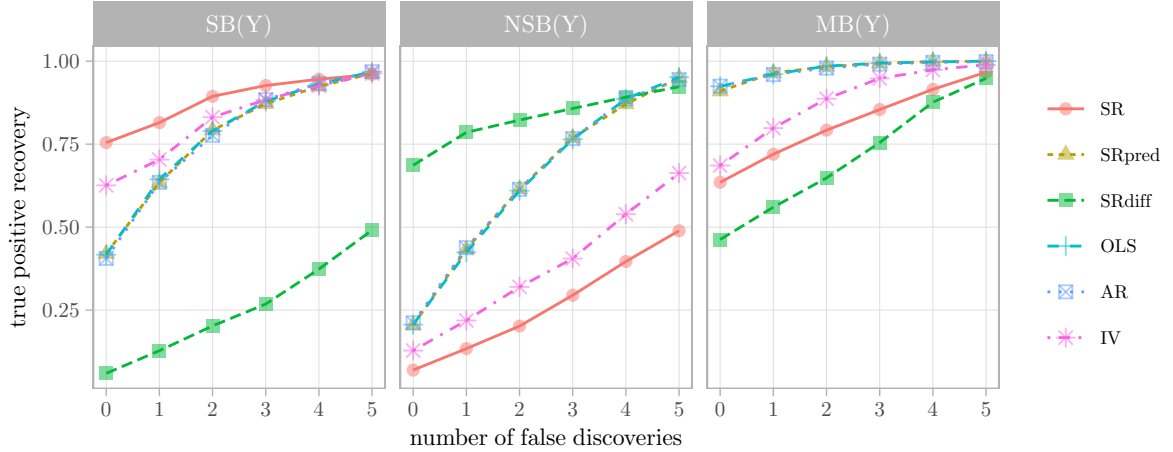 SB(Y) NSB(Y) MB(Y)
true positive recovery
1.00
0.75
0.50
0.25
0 1 2 3 4 5 0 1 2 3 4 5 0 1 2 3 4 5
number of false discoveries
SR
SRpred
SRdiff
OLS
AR
IV